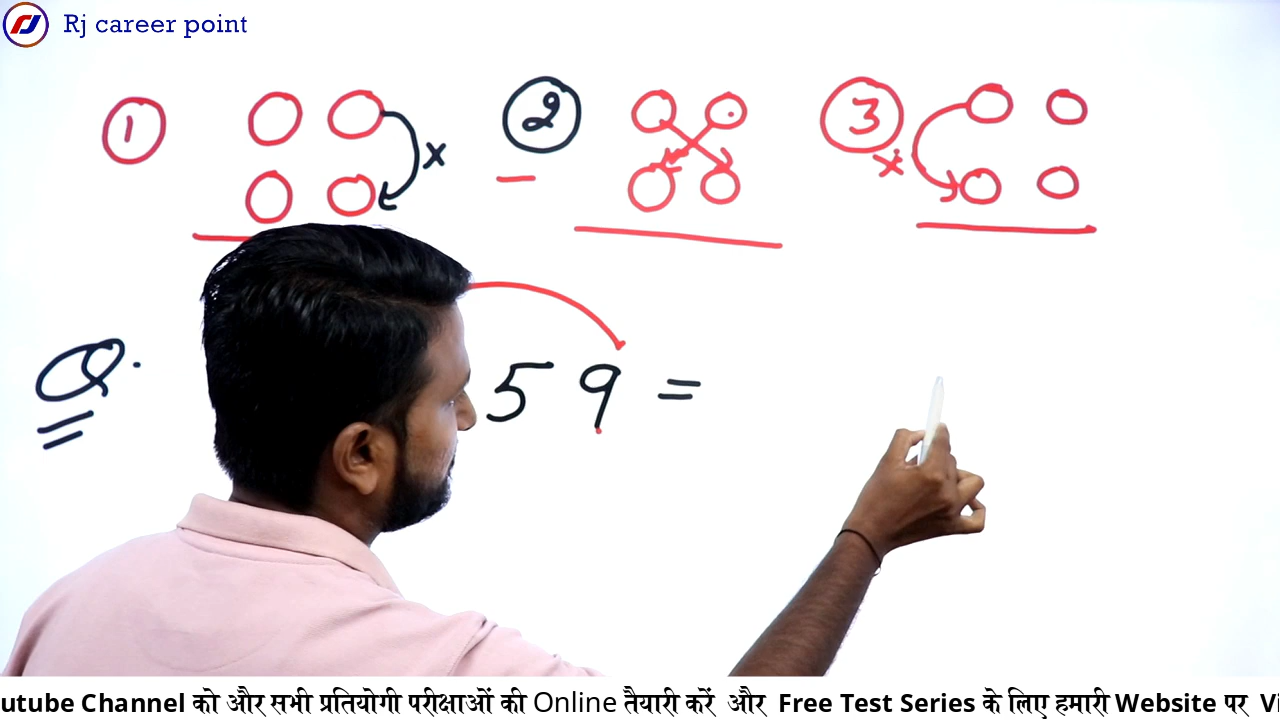 Rj career point
1 2 3
x x
Q. 59 =
utube Channel को और सभी प्रतियोगी परीक्षाओं की Online तैयारी करें और Free Test Series के लिए हमारी Website पर Vi